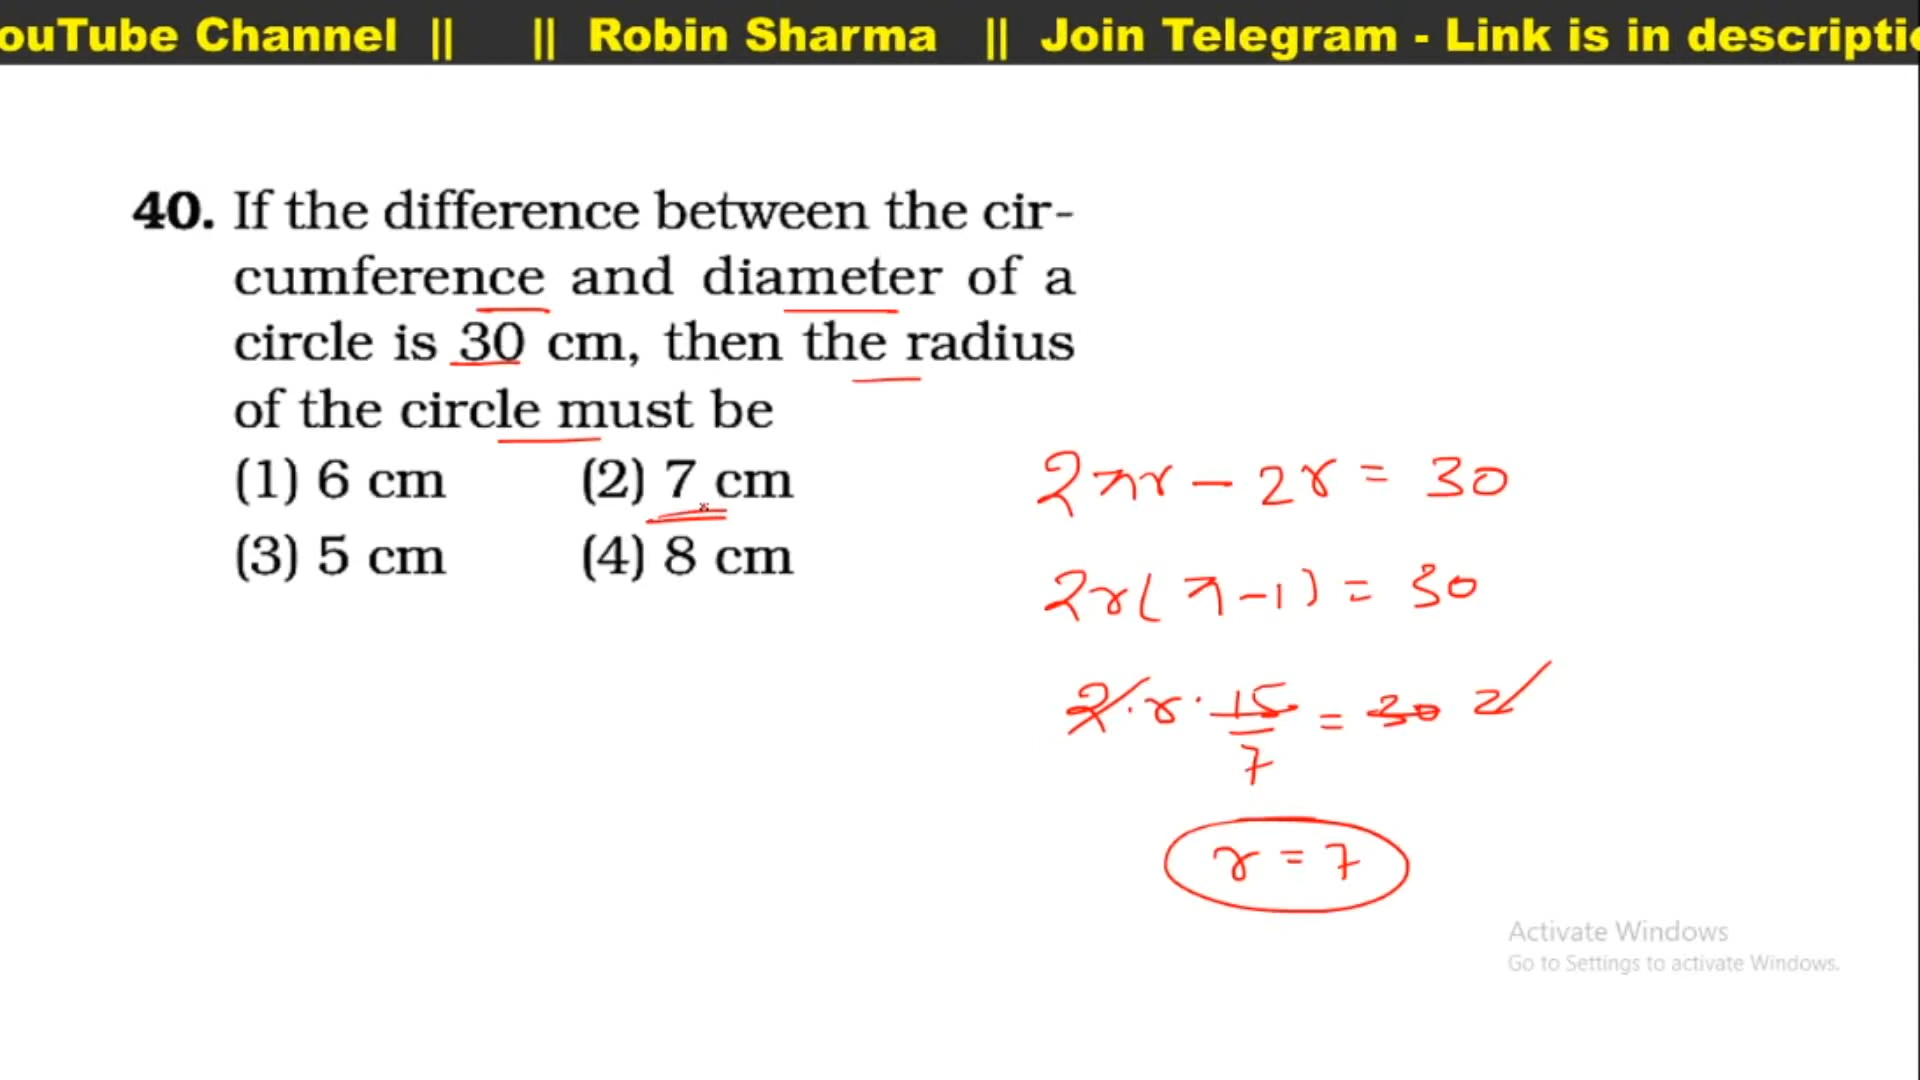 ouTube Channel || || Robin Sharma || Join Telegram - Link is in descriptio
40. If the difference between the cir-
cumference and diameter of a
circle is 30 cm, then the radius
of the circle must be
(1) 6 cm (2) 7 cm
(3) 5 cm (4) 8 cm
2πr - 2r = 30
2r(π-1) = 30
2·r·15/7 = 30 2
r = 7
Activate Windows
Go to Settings to activate Windows.